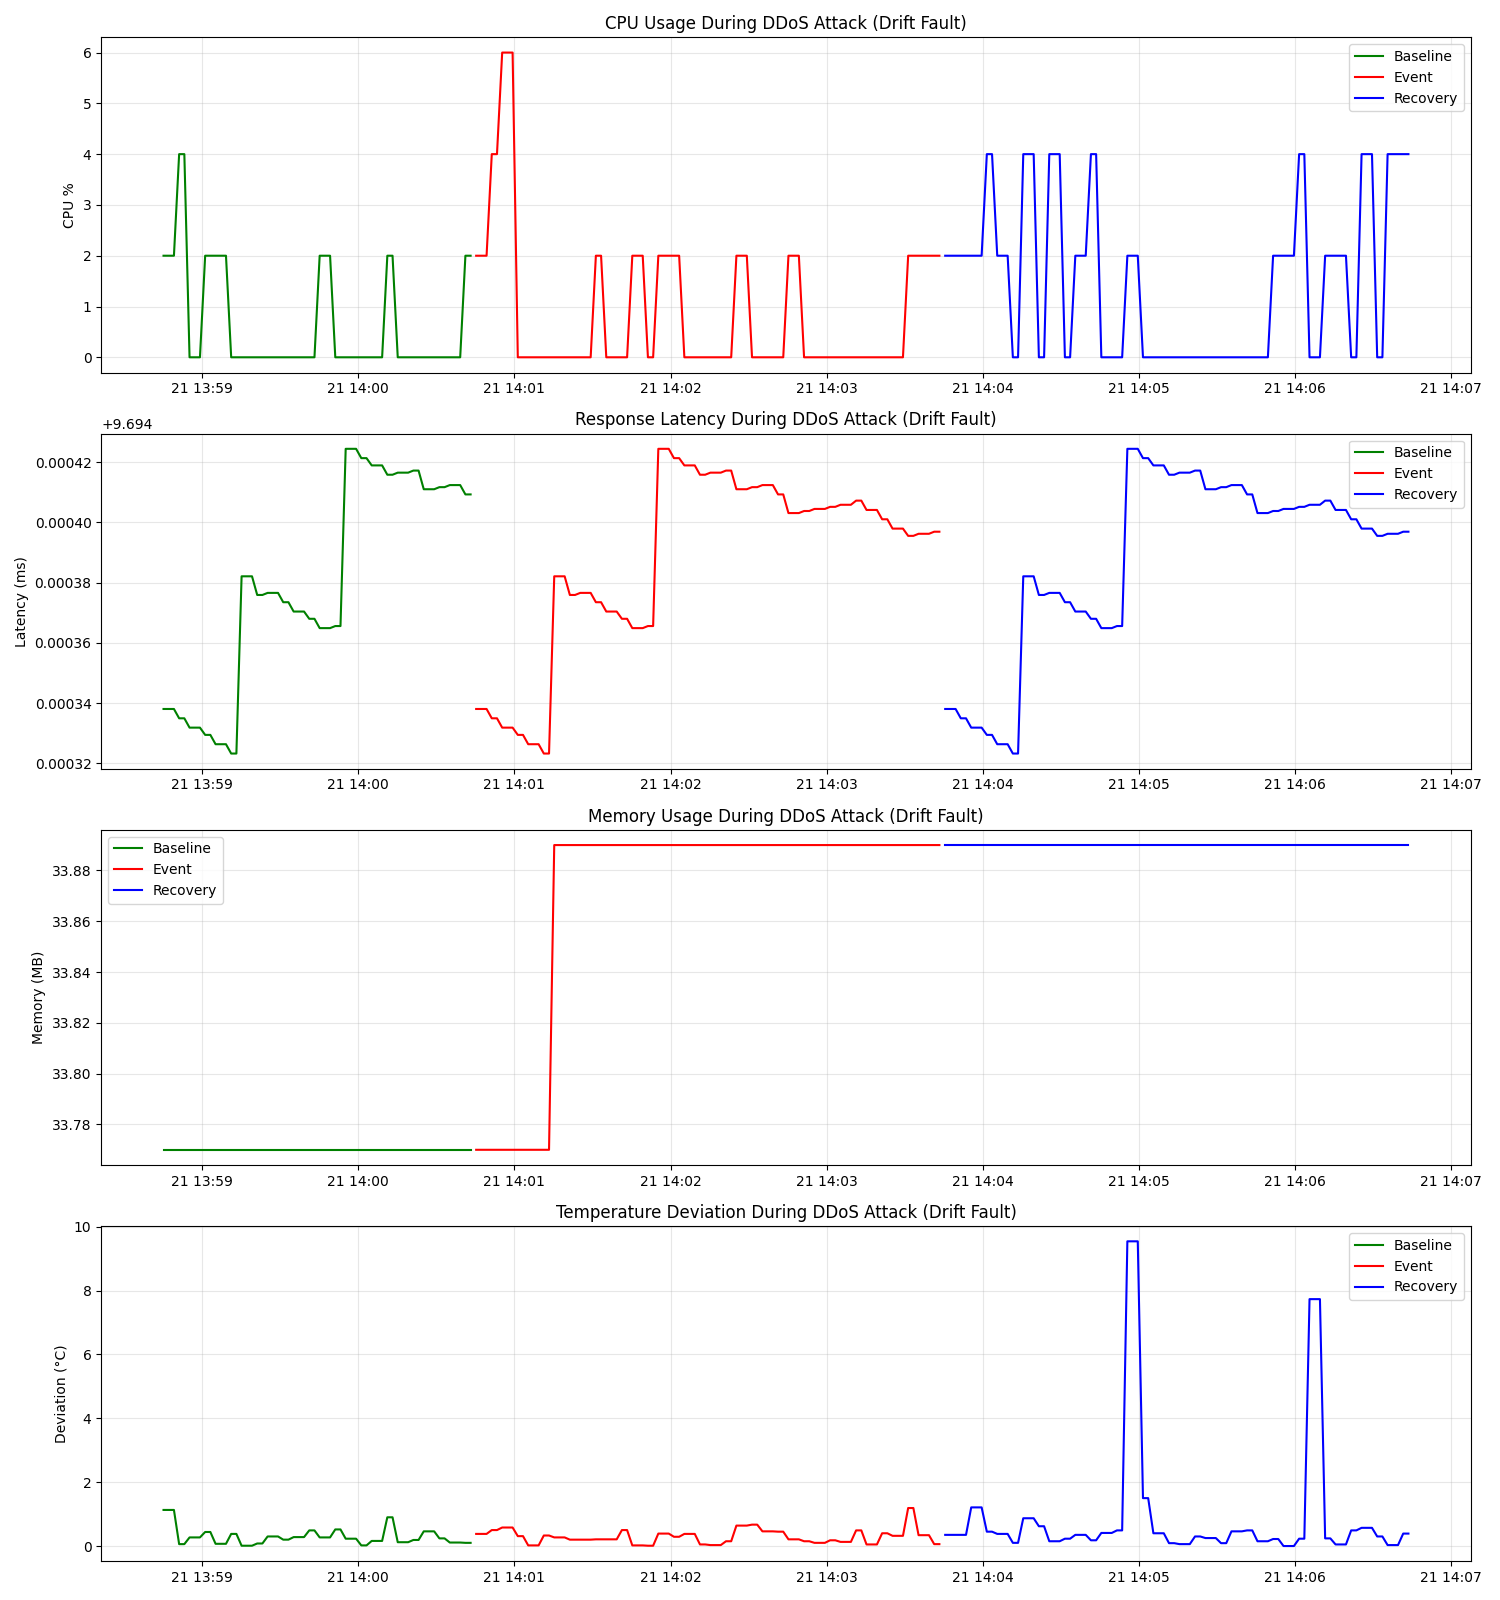 CPU Usage During DDoS Attack (Drift Fault)
CPU %
6
5
4
3
2
1
0
Baseline
Event
Recovery
21 13:59 21 14:00 21 14:01 21 14:02 21 14:03 21 14:04 21 14:05 21 14:06 21 14:07
Response Latency During DDoS Attack (Drift Fault)
+9.694
Latency (ms)
0.00042
0.00040
0.00038
0.00036
0.00034
0.00032
Baseline
Event
Recovery
21 13:59 21 14:00 21 14:01 21 14:02 21 14:03 21 14:04 21 14:05 21 14:06 21 14:07
Memory Usage During DDoS Attack (Drift Fault)
Memory (MB)
33.88
33.86
33.84
33.82
33.80
33.78
Baseline
Event
Recovery
21 13:59 21 14:00 21 14:01 21 14:02 21 14:03 21 14:04 21 14:05 21 14:06 21 14:07
Temperature Deviation During DDoS Attack (Drift Fault)
Deviation (°C)
10
8
6
4
2
0
Baseline
Event
Recovery
21 13:59 21 14:00 21 14:01 21 14:02 21 14:03 21 14:04 21 14:05 21 14:06 21 14:07